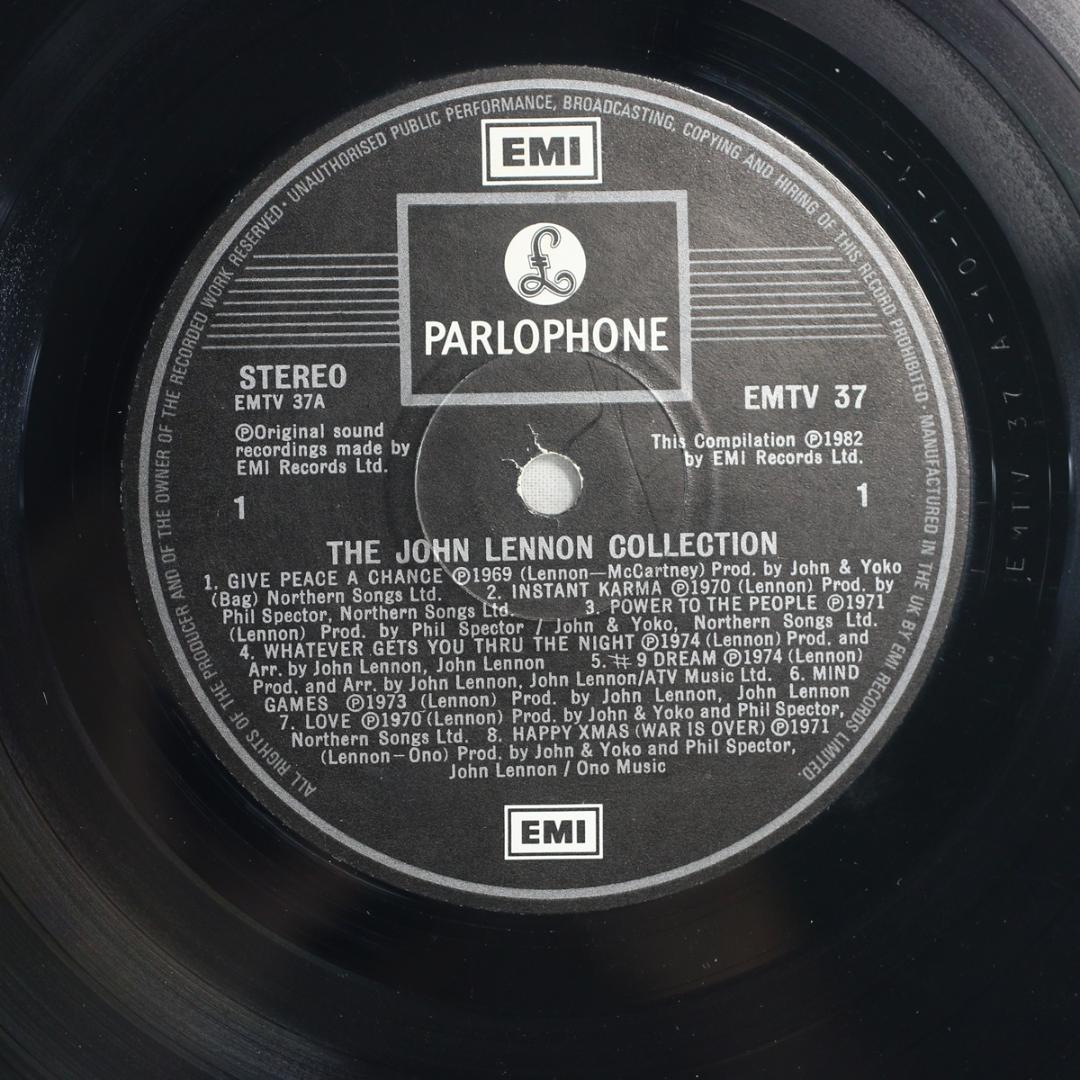 EMI
£
PARLOPHONE
STEREO
EMTV 37A
EMTV 37
℗Original sound
recordings made by
EMI Records Ltd.
This Compilation ℗1982
by EMI Records Ltd.
1
1
THE JOHN LENNON COLLECTION
1. GIVE PEACE A CHANCE ℗1969 (Lennon—McCartney) Prod. by John & Yoko
(Bag) Northern Songs Ltd. 2. INSTANT KARMA ℗1970 (Lennon) Prod. by
Phil Spector, Northern Songs Ltd. 3. POWER TO THE PEOPLE ℗1971
(Lennon) Prod. by Phil Spector / John & Yoko, Northern Songs Ltd.
4. WHATEVER GETS YOU THRU THE NIGHT ℗1974 (Lennon) Prod. and
Arr. by John Lennon, John Lennon 5. # 9 DREAM ℗1974 (Lennon)
Prod. and Arr. by John Lennon, John Lennon/ATV Music Ltd. 6. MIND
GAMES ℗1973 (Lennon) Prod. by John Lennon, John Lennon
7. LOVE ℗1970 (Lennon) Prod. by John & Yoko and Phil Spector,
Northern Songs Ltd. 8. HAPPY XMAS (WAR IS OVER) ℗1971
(Lennon—Ono) Prod. by John & Yoko and Phil Spector,
John Lennon / Ono Music
EMI
ALL RIGHTS OF THE PRODUCER AND OF THE OWNER OF THE RECORDED WORK RESERVED • UNAUTHORISED PUBLIC PERFORMANCE, BROADCASTING, COPYING AND HIRING OF THIS RECORD PROHIBITED • MANUFACTURED IN THE UK BY EMI RECORDS LIMITED.
EMTV 37 A-10-1-1-